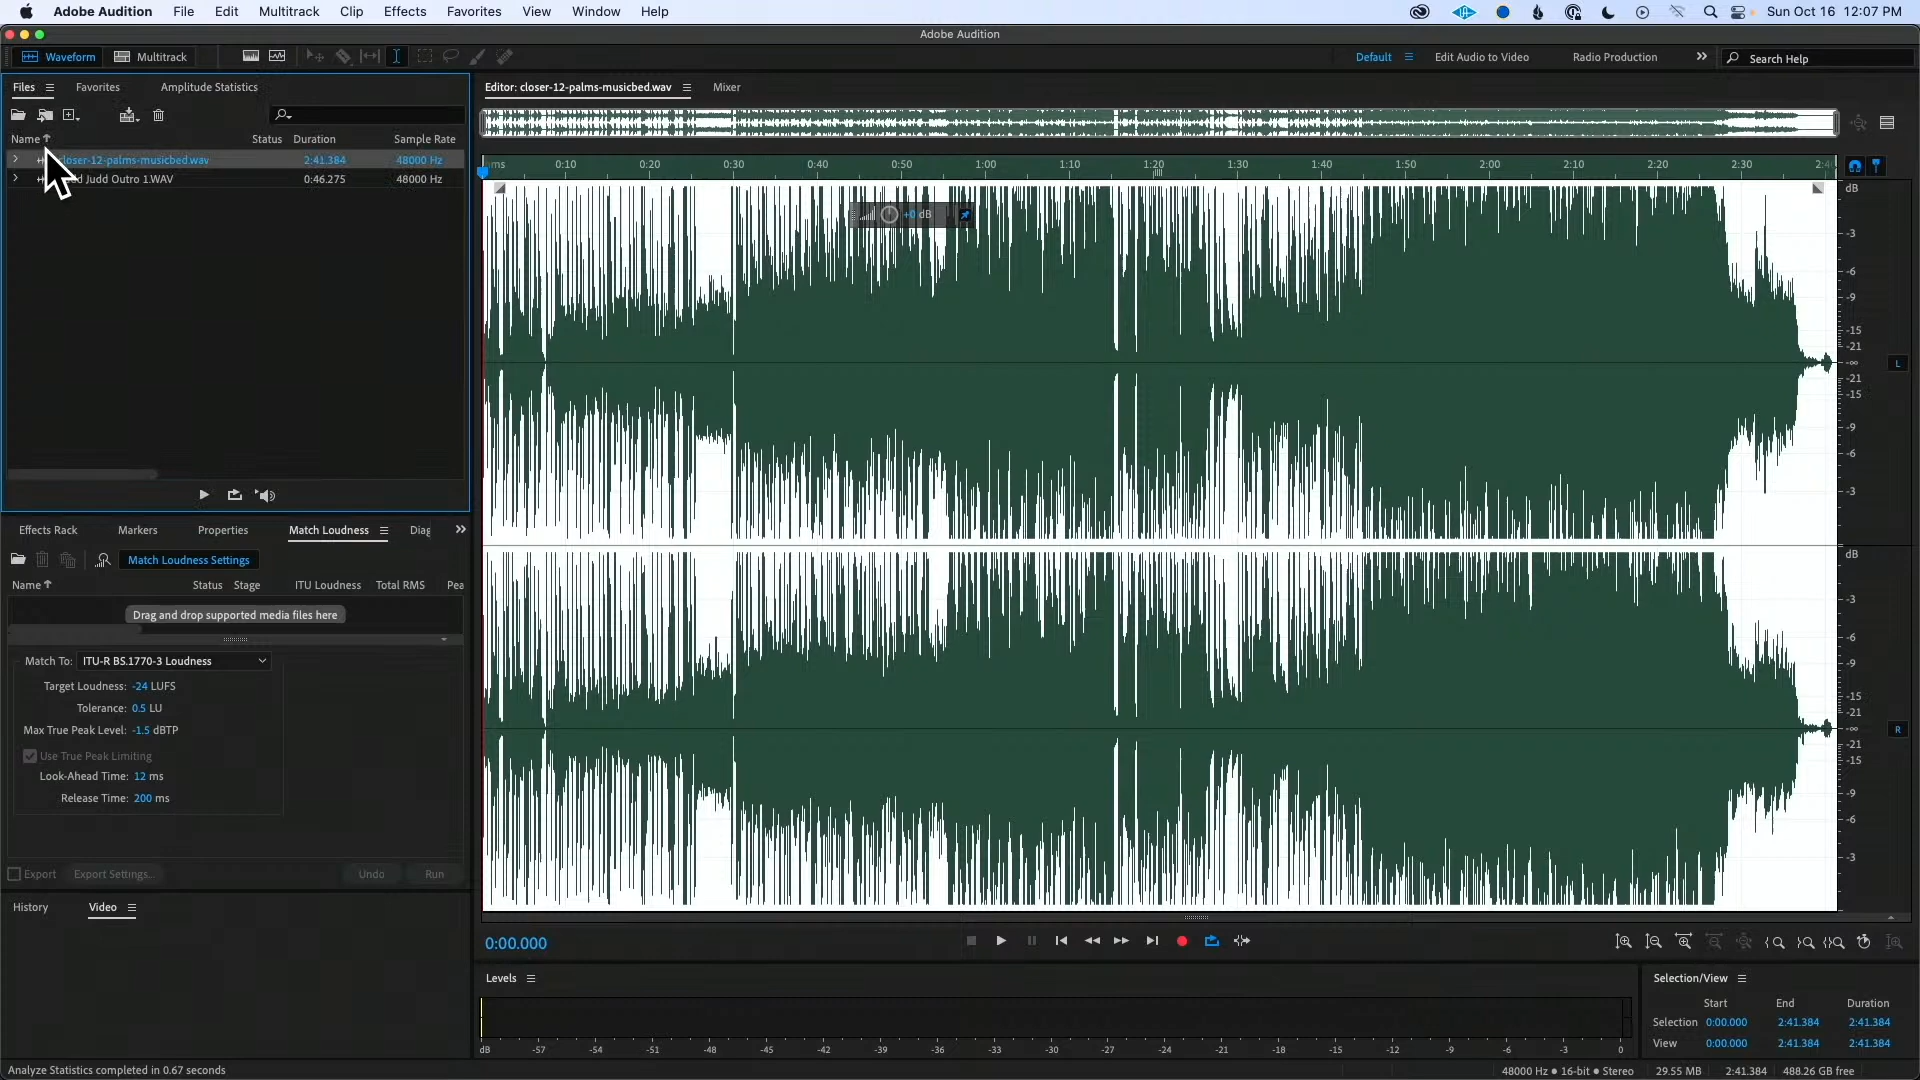 Adobe Audition File Edit Multitrack Clip Effects Favorites View Window Help Sun Oct 16 12:07 PM
Adobe Audition
Waveform Multitrack Default Edit Audio to Video Radio Production Search Help
Files Favorites Amplitude Statistics
Editor: closer-12-palms-musicbed.wav Mixer
Name Status Duration Sample Rate
closer-12-palms-musicbed.wav 2:41.384 48000 Hz
Judd Outro 1.WAV 0:46.275 48000 Hz
hms 0:10 0:20 0:30 0:40 0:50 1:00 1:10 1:20 1:30 1:40 1:50 2:00 2:10 2:20 2:30
+0 dB
dB
-3
-6
-9
-15
-21
-∞
-21
-15
-9
-6
-3
L
dB
-3
-6
-9
-15
-21
-∞
-21
-15
-9
-6
-3
R
Effects Rack Markers Properties Match Loudness Diag
Match Loudness Settings
Name Status Stage ITU Loudness Total RMS Pea
Drag and drop supported media files here
Match To: ITU-R BS.1770-3 Loudness
Target Loudness: -24 LUFS
Tolerance: 0.5 LU
Max True Peak Level: -1.5 dBTP
Use True Peak Limiting
Look-Ahead Time: 12 ms
Release Time: 200 ms
Export Export Settings... Undo Run
History Video
0:00.000
Levels
dB -57 -54 -51 -48 -45 -42 -39 -36 -33 -30 -27 -24 -21 -18 -15 -12 -9 -6 -3 0
Selection/View
Start End Duration
Selection 0:00.000 2:41.384 2:41.384
View 0:00.000 2:41.384 2:41.384
Analyze Statistics completed in 0.67 seconds
48000 Hz ● 16-bit ● Stereo 29.55 MB 2:41.384 488.26 GB free